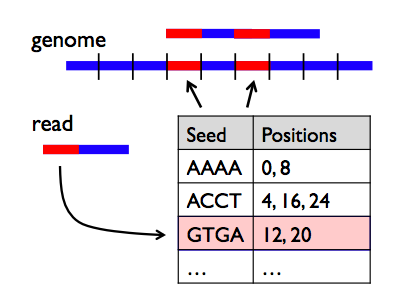 genome
read
Seed Positions
AAAA 0, 8
ACCT 4, 16, 24
GTGA 12, 20
... ...